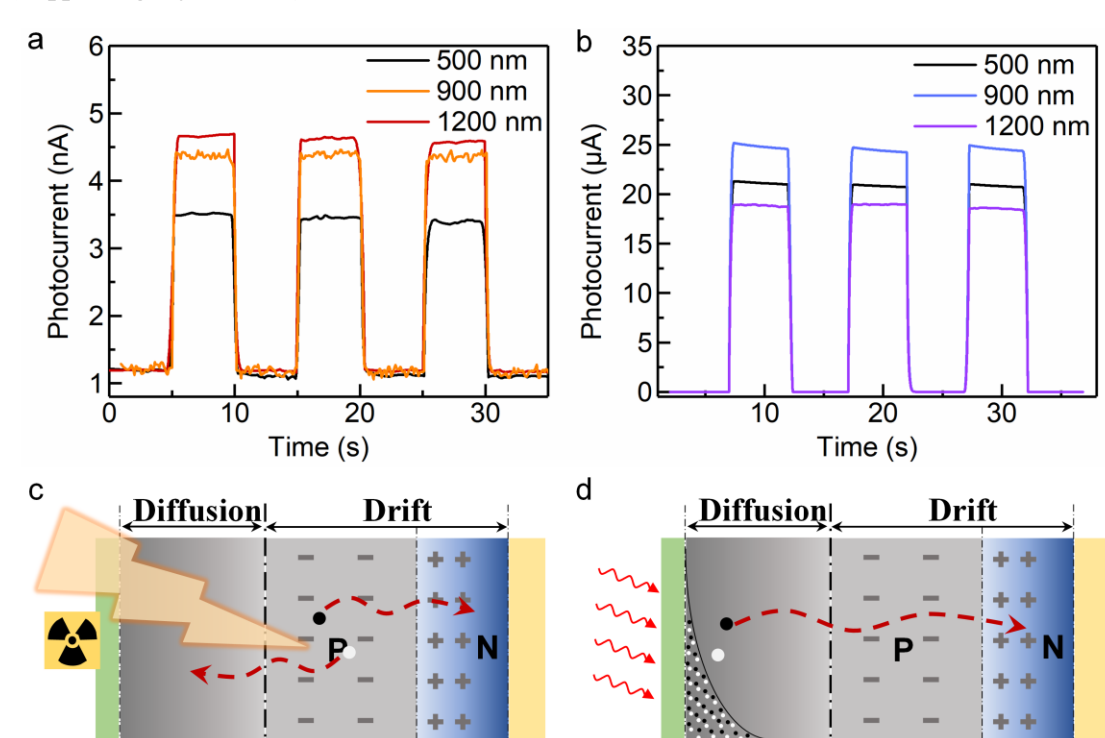 a
6
5
4
3
2
1
0
10
20
30
Photocurrent (nA)
Time (s)
500 nm
900 nm
1200 nm
b
35
30
25
20
15
10
5
0
10
20
30
Photocurrent (µA)
Time (s)
500 nm
900 nm
1200 nm
c
Diffusion
Drift
P
N
d
Diffusion
Drift
P
N